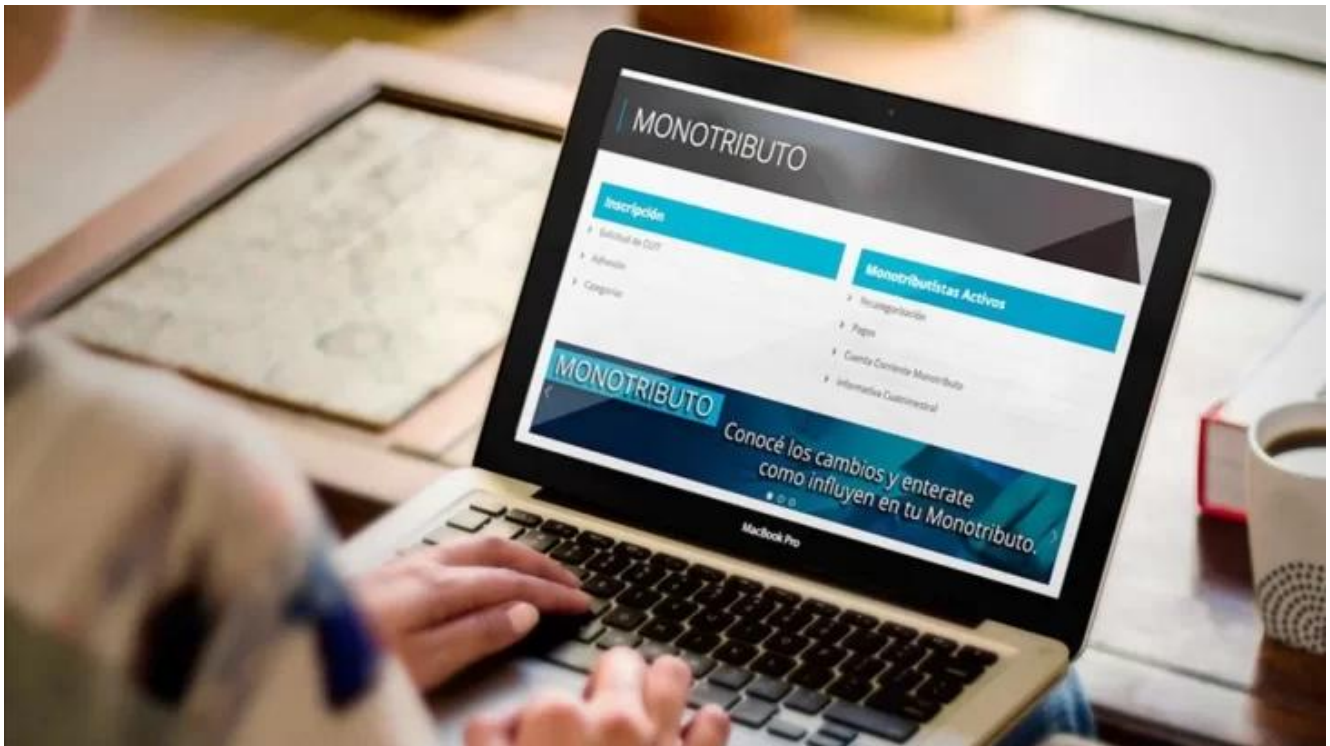 MONOTRIBUTO
Inscripción
Solicitud de CUIT
Adhesión
Categorías
Monotributistas Activos
Recategorización
Pagos
Cuenta Corriente Monotributo
Informativa Cuatrimestral
MONOTRIBUTO
Conocé los cambios y enterate
como influyen en tu Monotributo.
MacBook Pro